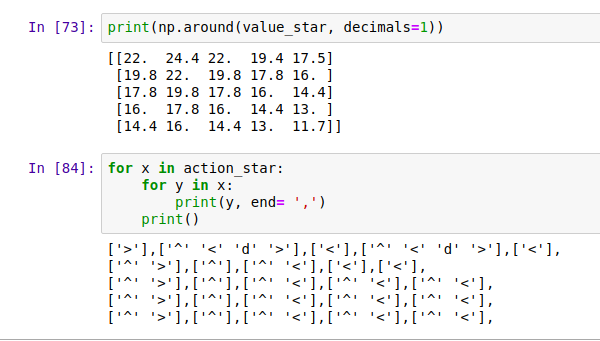 In [73]: print(np.around(value_star, decimals=1))
[[22.  24.4 22.  19.4 17.5]
 [19.8 22.  19.8 17.8 16. ]
 [17.8 19.8 17.8 16.  14.4]
 [16.  17.8 16.  14.4 13. ]
 [14.4 16.  14.4 13.  11.7]]
In [84]: for x in action_star:
    for y in x:
        print(y, end= ',')
    print()
['>'],['^' '<' 'd' '>'],['<'],['^' '<' 'd' '>'],['<'],
['^' '>'],['^'],['^' '<'],['<'],['<'],
['^' '>'],['^'],['^' '<'],['^' '<'],['^' '<'],
['^' '>'],['^'],['^' '<'],['^' '<'],['^' '<'],
['^' '>'],['^'],['^' '<'],['^' '<'],['^' '<'],